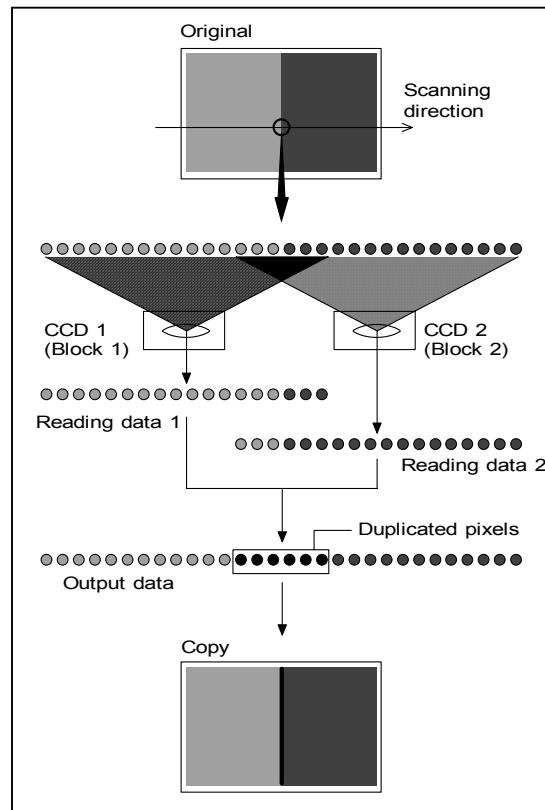 Original
Scanning
direction
CCD 1
(Block 1)
CCD 2
(Block 2)
Reading data 1
Reading data 2
Duplicated pixels
Output data
Copy